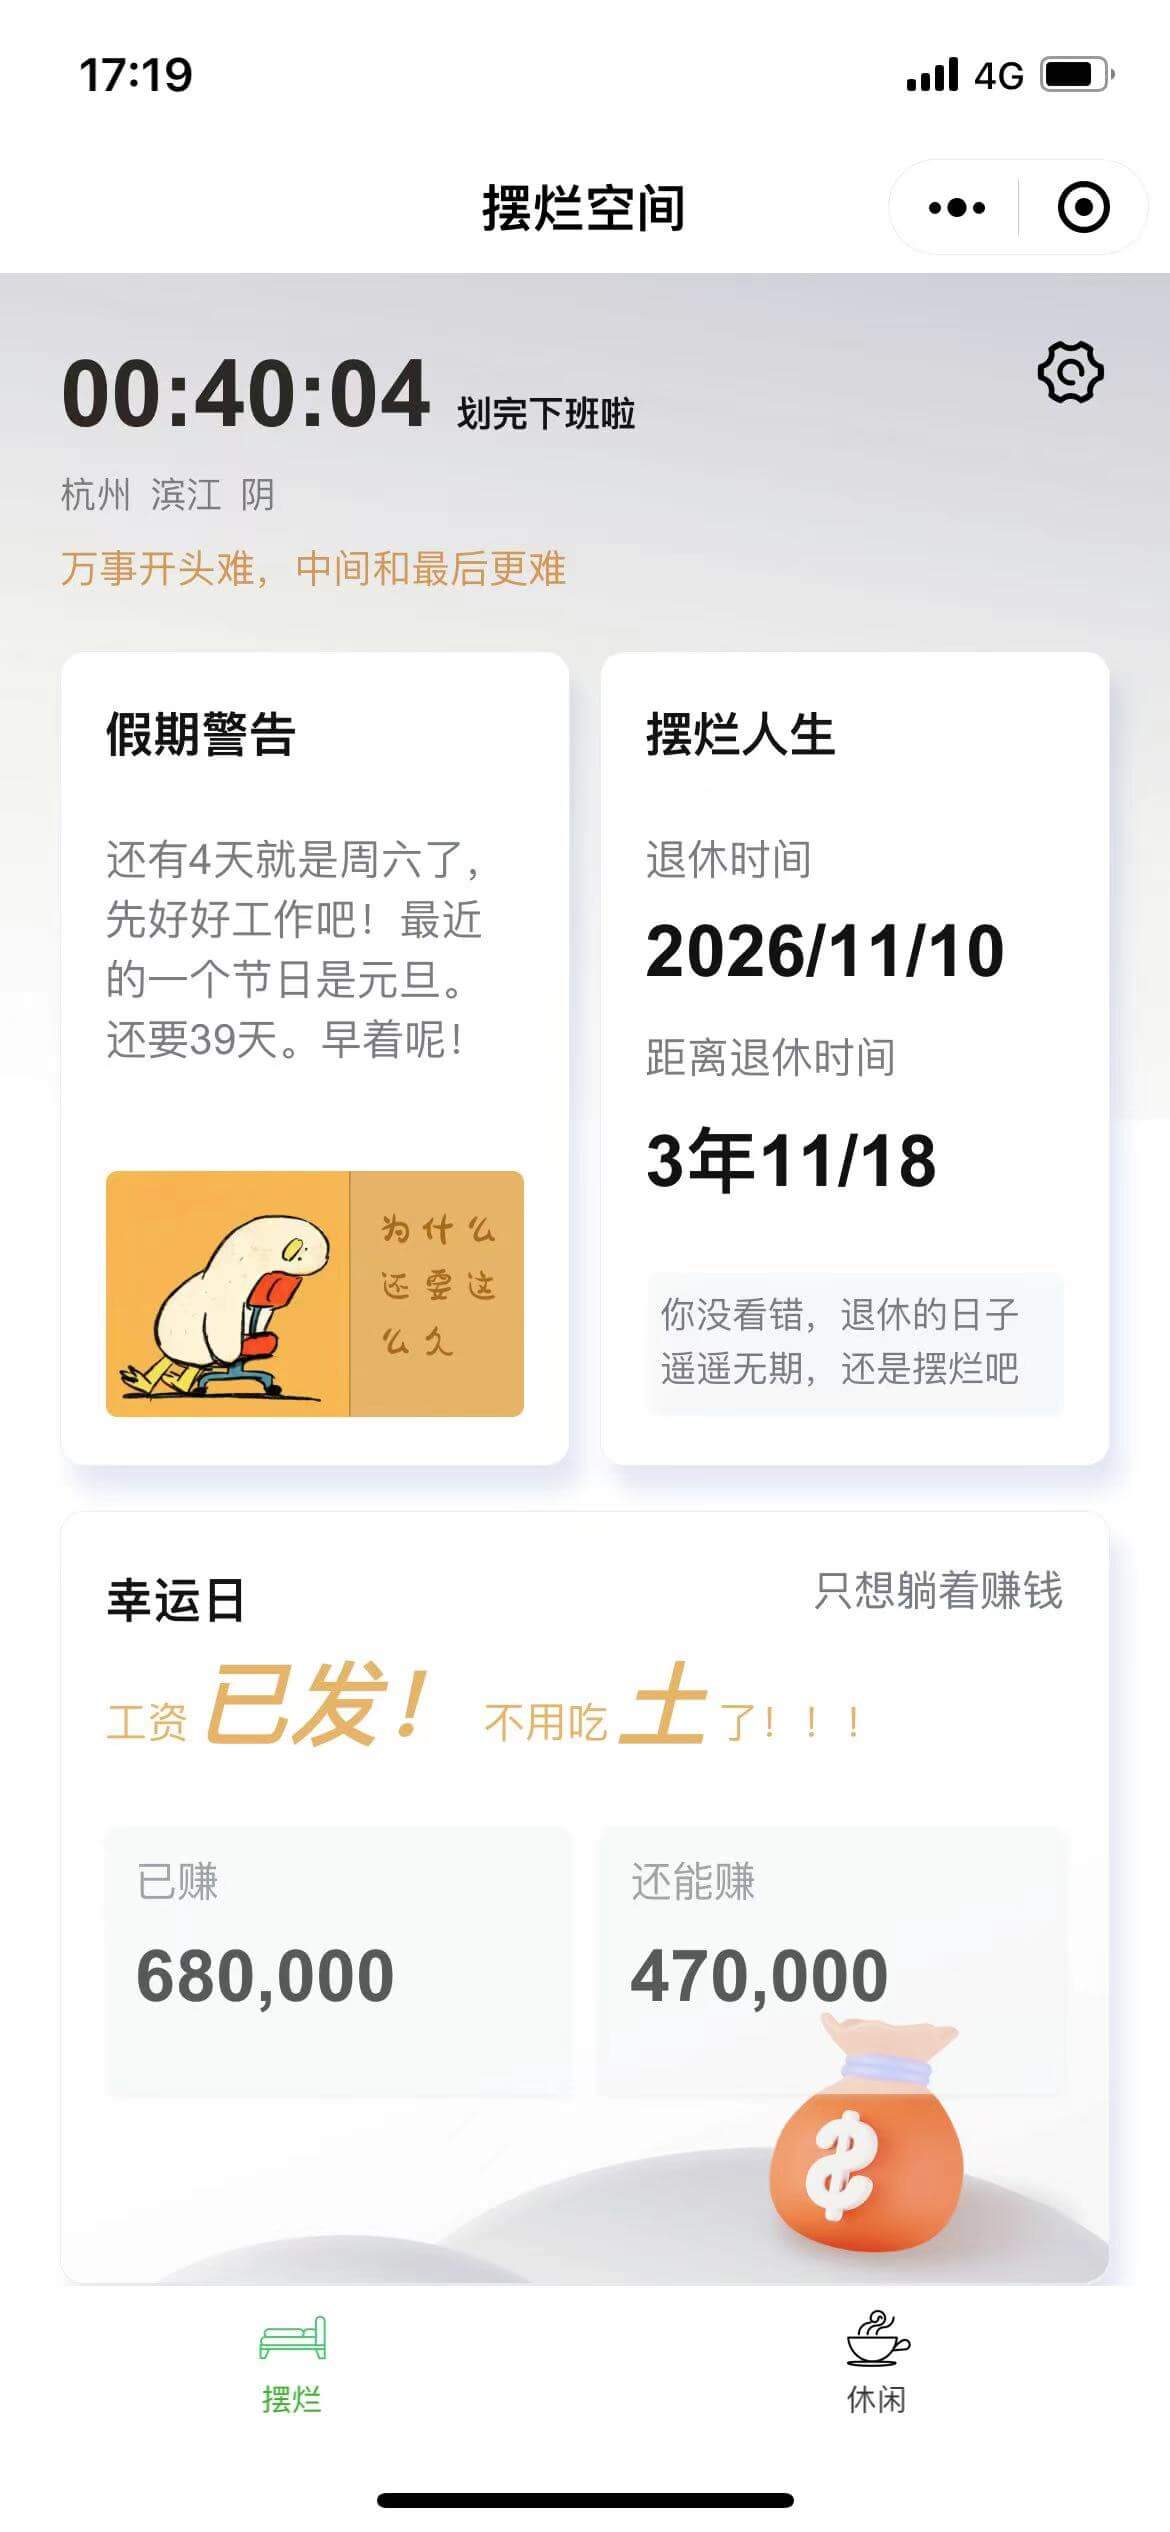 17:19
4G
摆烂空间
00:40:04 划完下班啦
杭州 滨江 阴
万事开头难，中间和最后更难
假期警告
还有4天就是周六了，
先好好工作吧！最近
的一个节日是元旦。
还要39天。早着呢！
为什么
还要这
么久
摆烂人生
退休时间
2026/11/10
距离退休时间
3年11/18
你没看错，退休的日子
遥遥无期，还是摆烂吧
幸运日
只想躺着赚钱
工资 已发！ 不用吃 土 了！！！
已赚
680,000
还能赚
470,000
摆烂
休闲